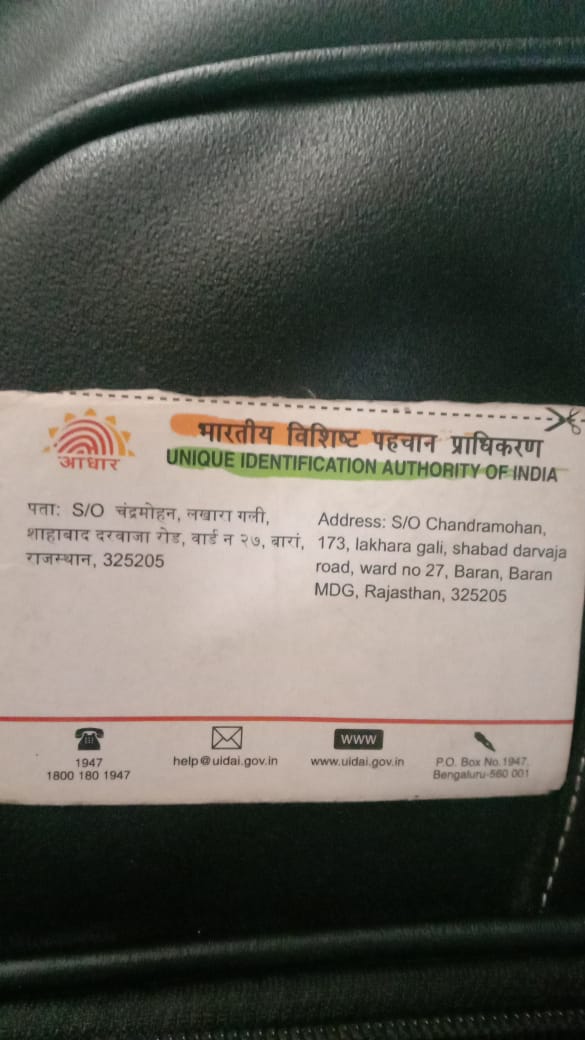 आधार
भारतीय विशिष्ट पहचान प्राधिकरण
UNIQUE IDENTIFICATION AUTHORITY OF INDIA
पता: S/O चंद्रमोहन, लखारा गली,
शाहाबाद दरवाजा रोड, वार्ड न २७, बारां,
राजस्थान, 325205
Address: S/O Chandramohan,
173, lakhara gali, shabad darvaja
road, ward no 27, Baran, Baran
MDG, Rajasthan, 325205
1947
1800 180 1947
help@uidai.gov.in
WWW
www.uidai.gov.in
P.O. Box No.1947,
Bengaluru-560 001